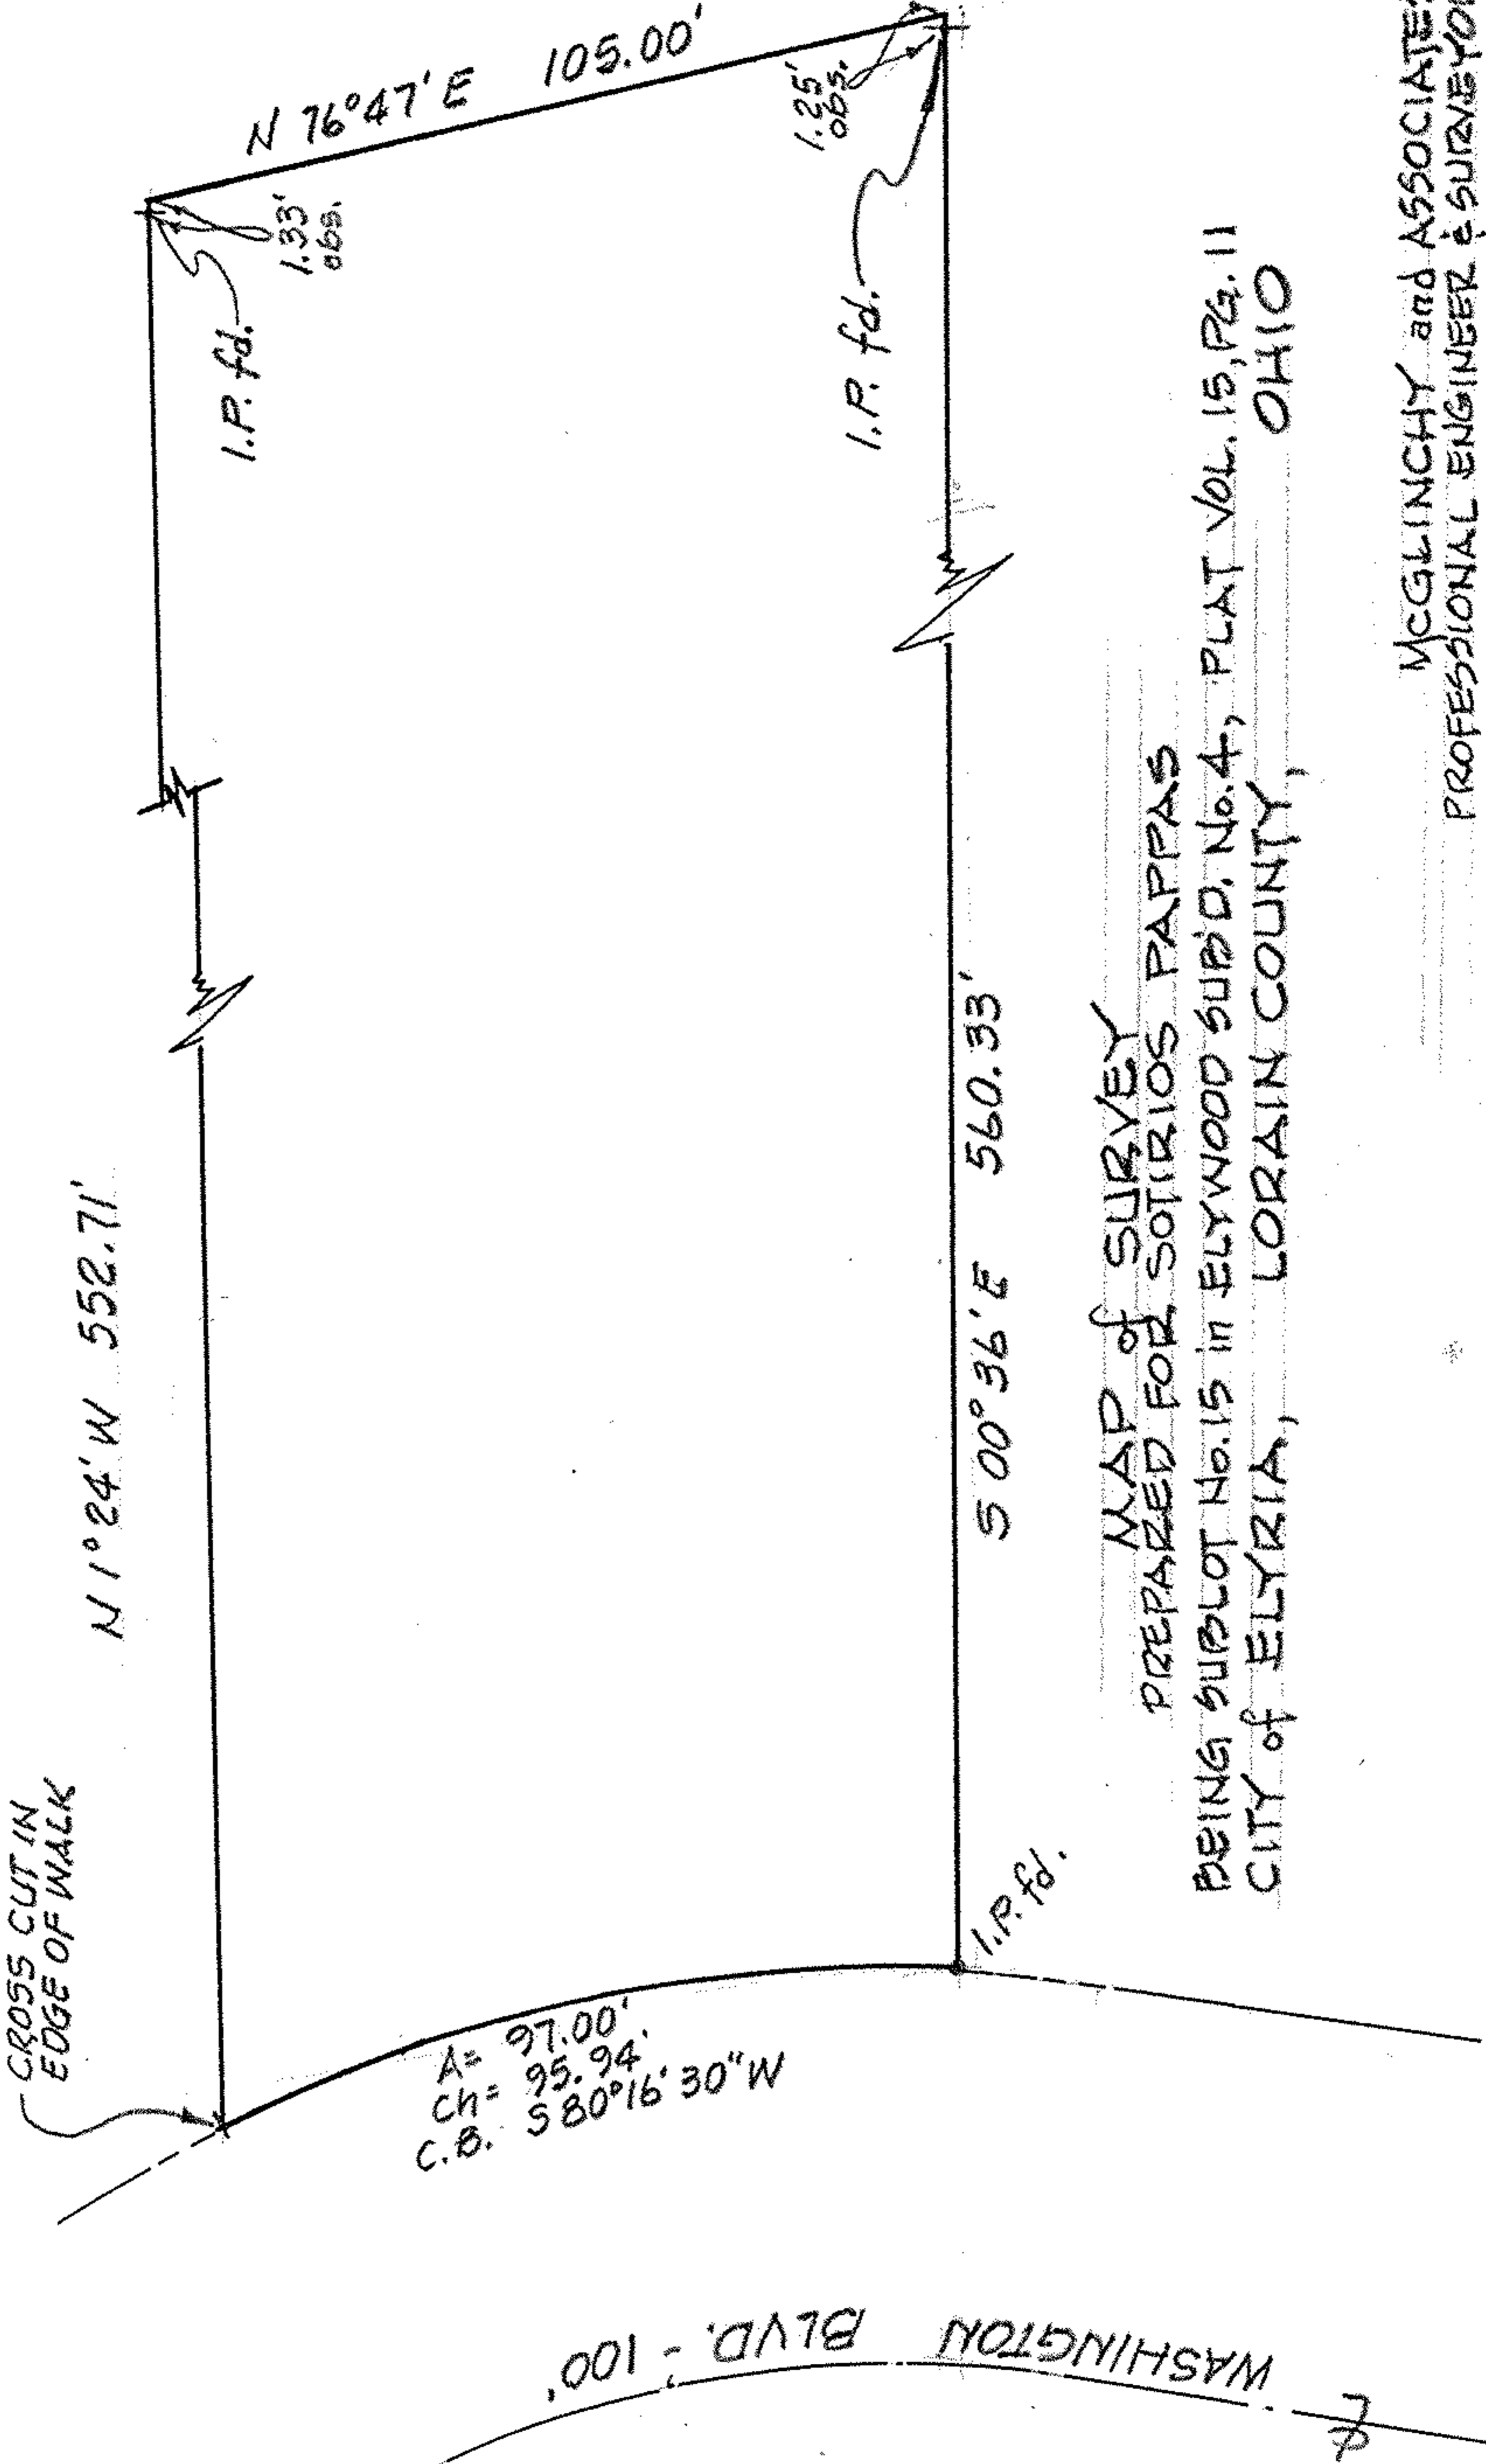 CROSS CUT IN
EDGE OF WALK
N 1° 24' W 552.71'
N 76°47' E 105.00'
I.P. fd.
1.33'
obs.
1.25'
obs.
I.P. fd.
A= 97.00'
Ch= 95.94'
C.B. S 80°16' 30" W
I.P. fd.
S 00° 36' E 560.33'
WASHINGTON BLVD. - 100'
MAP of SURVEY
PREPARED FOR SOTIRIOS PAPPAS
BEING SUBLOT No. 15 in ELYWOOD SUB'D. No. 4, PLAT VOL. 15, PG. 11
CITY of ELYRIA, LORAIN COUNTY, OHIO
McGLINCHY and ASSOCIATES
PROFESSIONAL ENGINEER & SURVEYOR